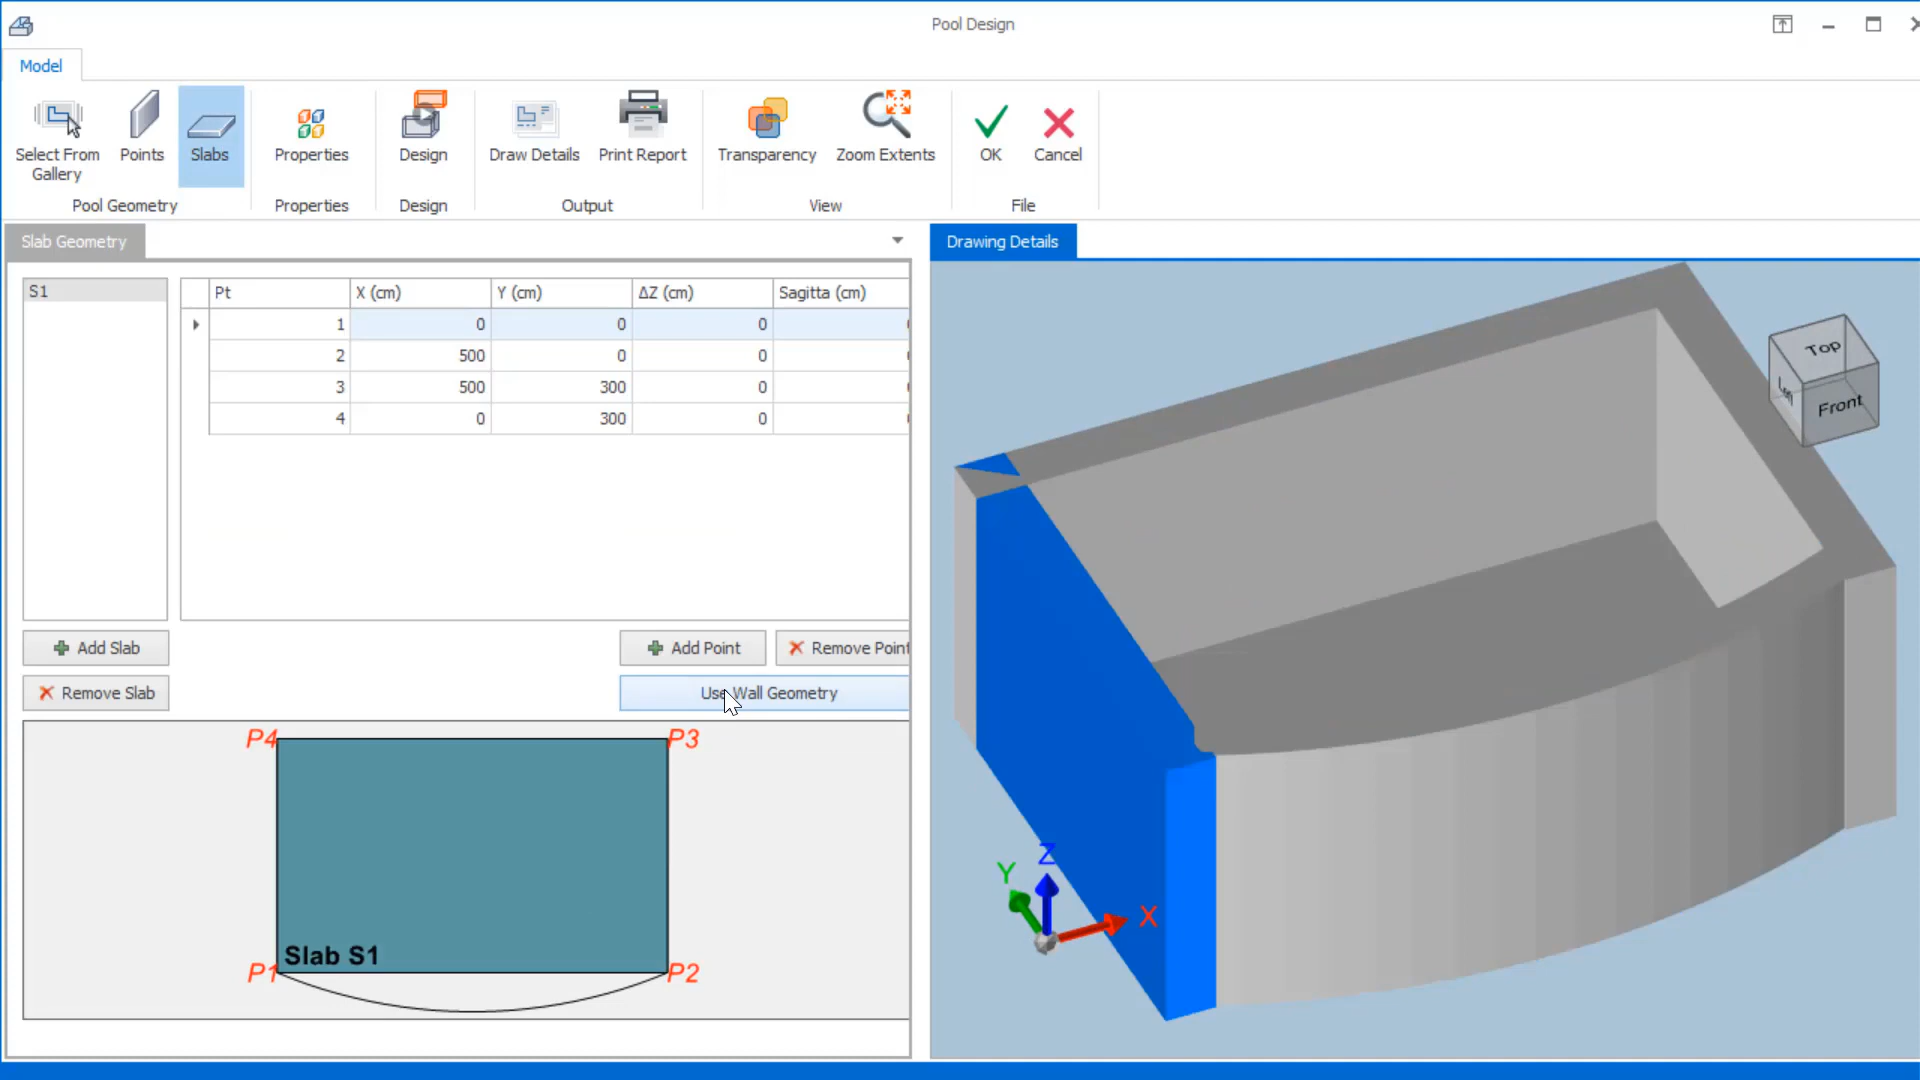 Pool Design
Model
Select From Gallery
Points
Slabs
Properties
Design
Draw Details
Print Report
Transparency
Zoom Extents
OK
Cancel
Pool Geometry
Properties
Design
Output
View
File
Slab Geometry
Drawing Details
S1
Pt X (cm) Y (cm) ΔZ (cm) Sagitta (cm)
1 0 0 0
2 500 0 0
3 500 300 0
4 0 300 0
Add Slab
Add Point
Remove Point
Remove Slab
Use Wall Geometry
P4
P3
Slab S1
P1
P2
Top
Front
Z
Y
X